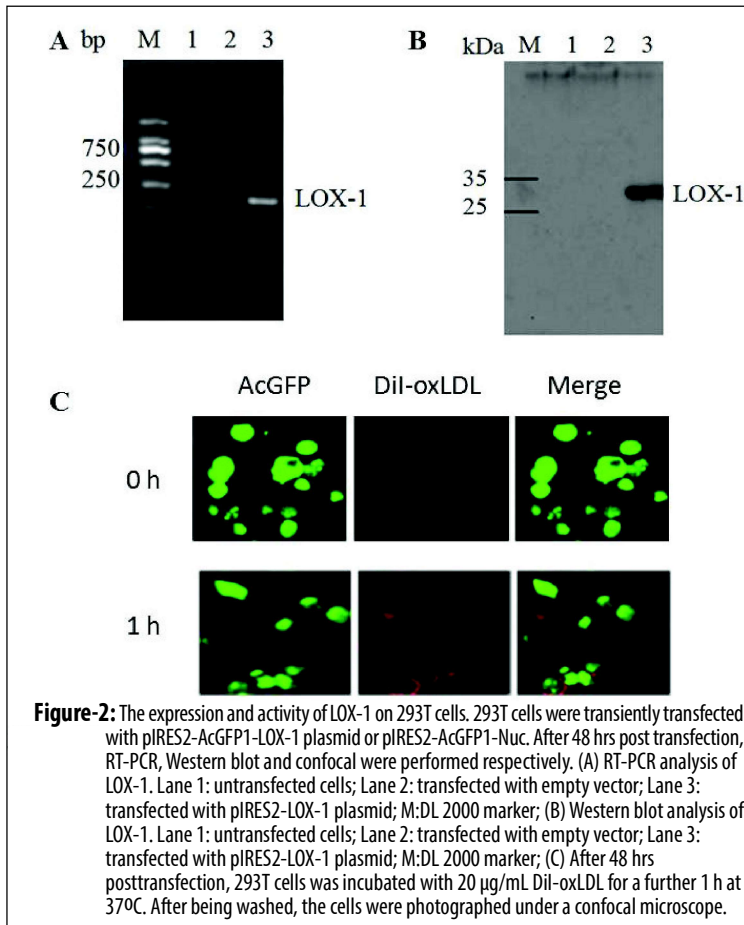 A bp M 1 2 3
750
250
LOX-1
B kDa M 1 2 3
35
25
LOX-1
C
AcGFP DiI-oxLDL Merge
0 h
1 h
Figure-2: The expression and activity of LOX-1 on 293T cells. 293T cells were transiently transfected
with pIRES2-AcGFP1-LOX-1 plasmid or pIRES2-AcGFP1-Nuc. After 48 hrs post transfection,
RT-PCR, Western blot and confocal were performed respectively. (A) RT-PCR analysis of
LOX-1. Lane 1: untransfected cells; Lane 2: transfected with empty vector; Lane 3:
transfected with pIRES2-LOX-1 plasmid; M:DL 2000 marker; (B) Western blot analysis of
LOX-1. Lane 1: untransfected cells; Lane 2: transfected with empty vector; Lane 3:
transfected with pIRES2-LOX-1 plasmid; M:DL 2000 marker; (C) After 48 hrs
posttransfection, 293T cells was incubated with 20 µg/mL DiI-oxLDL for a further 1 h at
37ºC. After being washed, the cells were photographed under a confocal microscope.